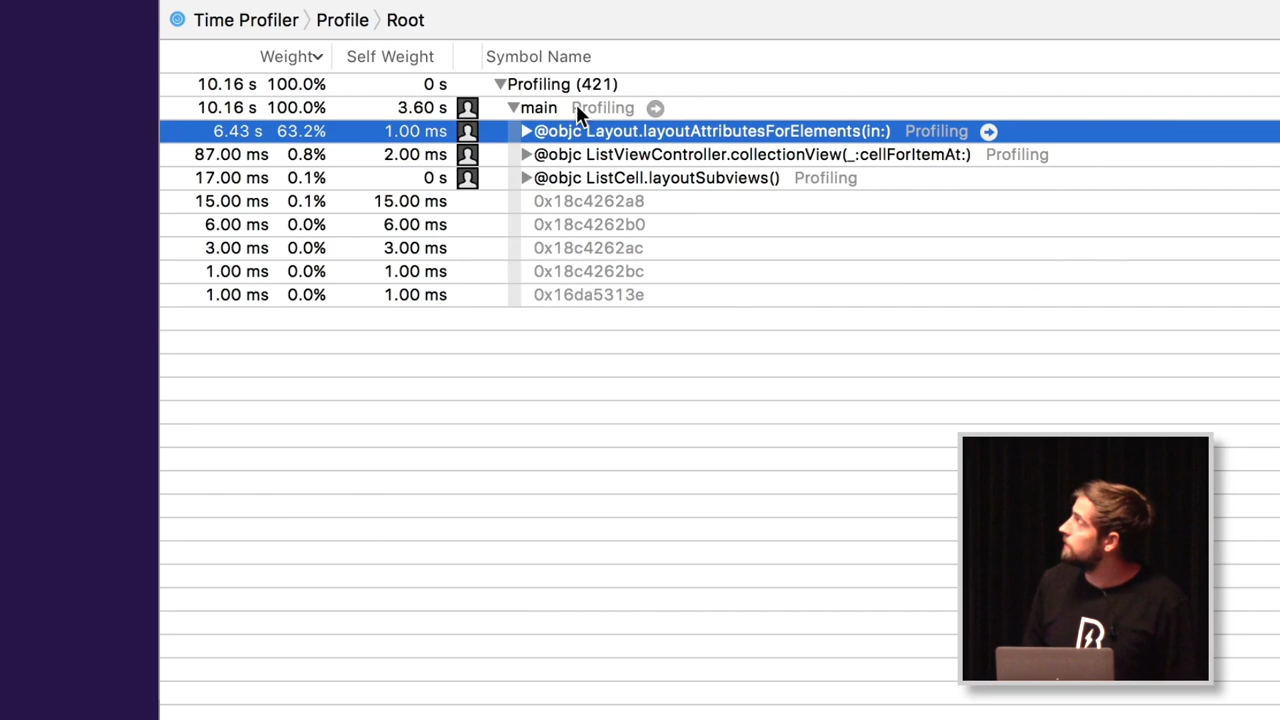 Time Profiler 〉 Profile 〉 Root
Weight Self Weight Symbol Name
10.16 s 100.0% 0 s Profiling (421)
10.16 s 100.0% 3.60 s main Profiling
6.43 s 63.2% 1.00 ms @objc Layout.layoutAttributesForElements(in:) Profiling
87.00 ms 0.8% 2.00 ms @objc ListViewController.collectionView(_:cellForItemAt:) Profiling
17.00 ms 0.1% 0 s @objc ListCell.layoutSubviews() Profiling
15.00 ms 0.1% 15.00 ms 0x18c4262a8
6.00 ms 0.0% 6.00 ms 0x18c4262b0
3.00 ms 0.0% 3.00 ms 0x18c4262ac
1.00 ms 0.0% 1.00 ms 0x18c4262bc
1.00 ms 0.0% 1.00 ms 0x16da5313e